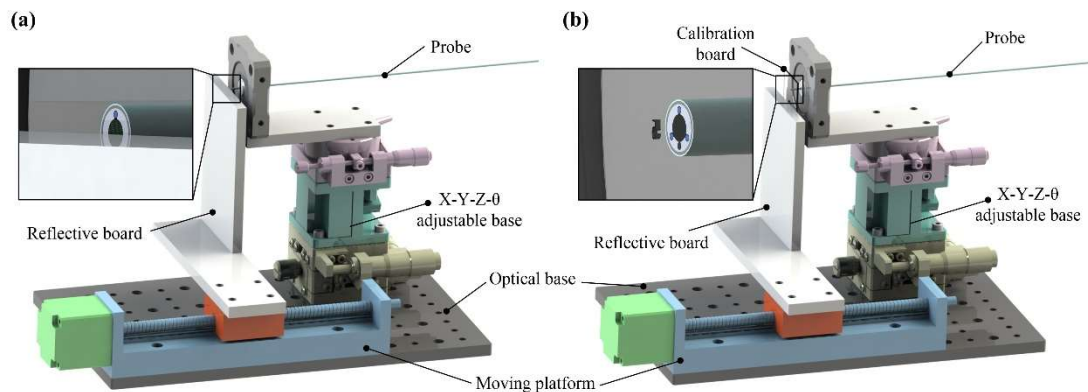 (a)
Probe
X-Y-Z-θ
adjustable base
Reflective board
Optical base
Moving platform
(b)
Calibration
board
Probe
X-Y-Z-θ
adjustable base
Reflective board